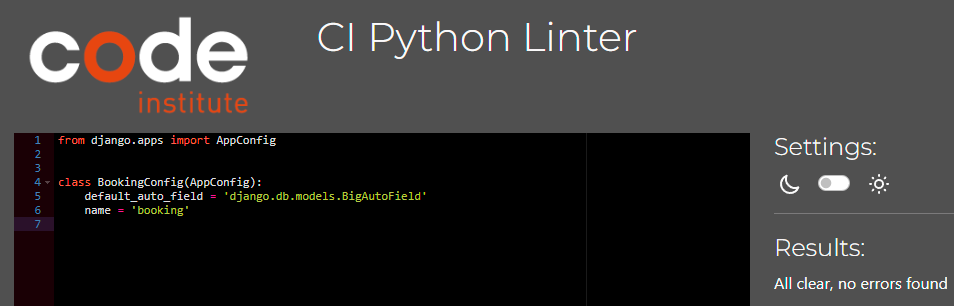 code
institute
CI Python Linter
1 from django.apps import AppConfig
2
3
4 class BookingConfig(AppConfig):
5     default_auto_field = 'django.db.models.BigAutoField'
6     name = 'booking'
7
Settings:
Results:
All clear, no errors found